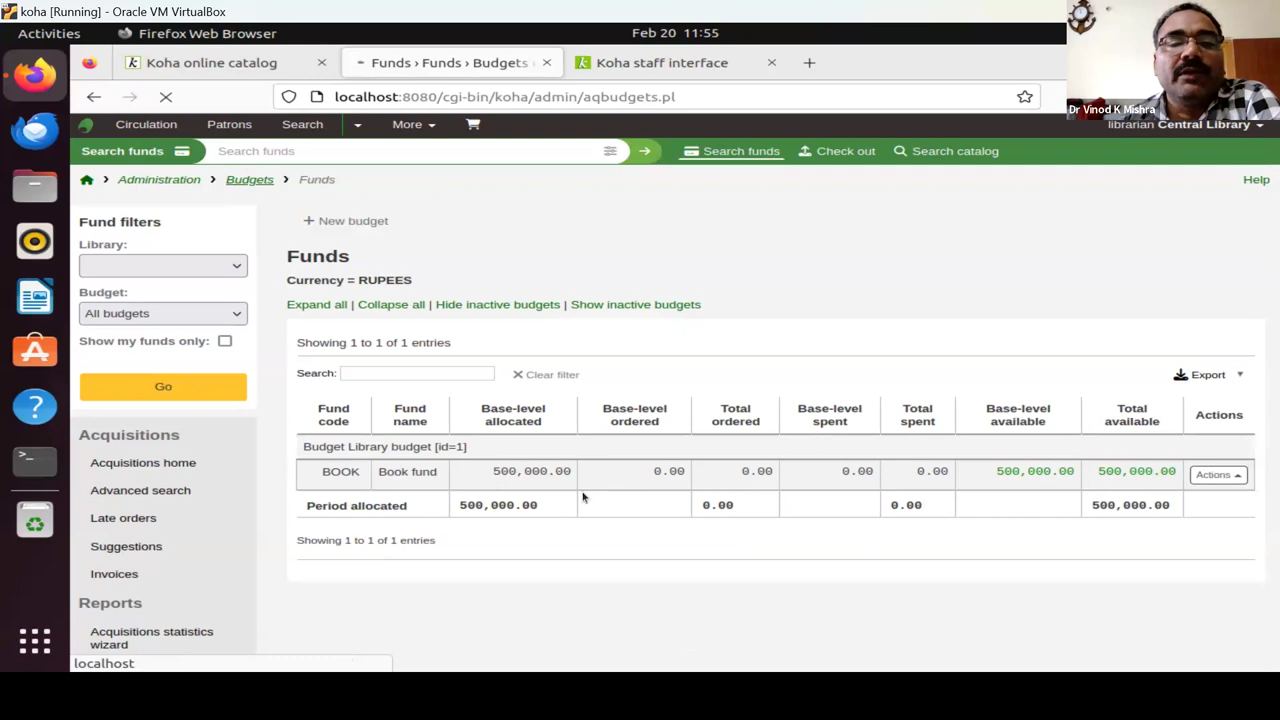 koha [Running] - Oracle VM VirtualBox
Activities Firefox Web Browser Feb 20 11:55
Koha online catalog Funds › Funds › Budgets Koha staff interface
localhost:8080/cgi-bin/koha/admin/aqbudgets.pl
Dr Vinod K Mishra
Circulation Patrons Search More librarian Central Library
Search funds Search funds Search funds Check out Search catalog
Administration Budgets Funds Help
Fund filters
Library:
Budget:
All budgets
Show my funds only:
Go
Acquisitions
Acquisitions home
Advanced search
Late orders
Suggestions
Invoices
Reports
Acquisitions statistics
wizard
localhost
+ New budget
Funds
Currency = RUPEES
Expand all | Collapse all | Hide inactive budgets | Show inactive budgets
Showing 1 to 1 of 1 entries
Search: Clear filter Export
Fund code Fund name Base-level allocated Base-level ordered Total ordered Base-level spent Total spent Base-level available Total available Actions
Budget Library budget [id=1]
BOOK Book fund 500,000.00 0.00 0.00 0.00 0.00 500,000.00 500,000.00 Actions
Period allocated 500,000.00 0.00 0.00 500,000.00
Showing 1 to 1 of 1 entries